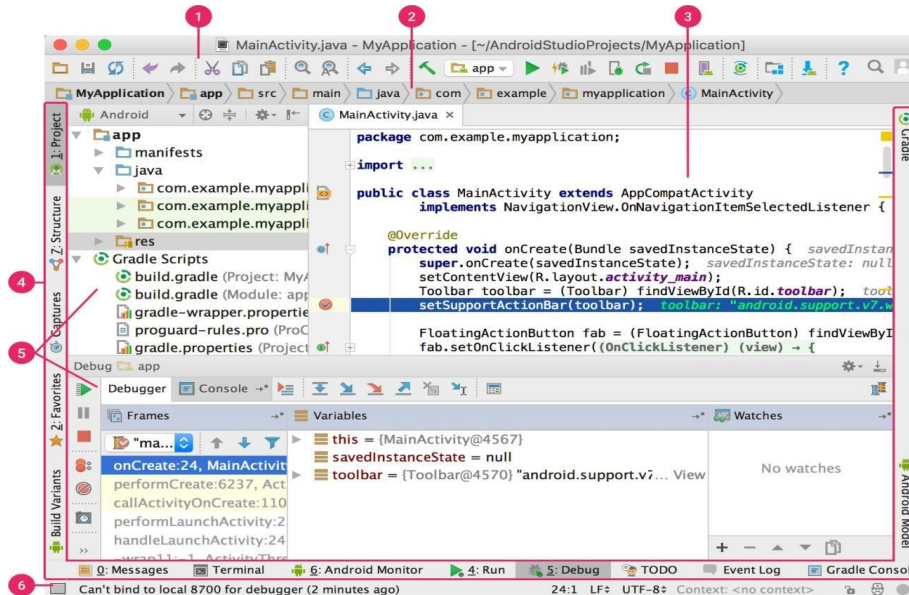 1
2
3
MainActivity.java - MyApplication - [~/AndroidStudioProjects/MyApplication]
app
?
MyApplication
app
src
main
java
com
example
myapplication
MainActivity
1: Project
Z: Structure
Captures
2: Favorites
Build Variants
Android
app
manifests
java
com.example.myappli
com.example.myappli
com.example.myappli
res
Gradle Scripts
build.gradle (Project: MyA
build.gradle (Module: app
gradle-wrapper.propertie
proguard-rules.pro (ProC
gradle.properties (Project
MainActivity.java ×
package com.example.myapplication;
import ...
public class MainActivity extends AppCompatActivity
implements NavigationView.OnNavigationItemSelectedListener {
@Override
protected void onCreate(Bundle savedInstanceState) { savedInstan
super.onCreate(savedInstanceState); savedInstanceState: null
setContentView(R.layout.activity_main);
Toolbar toolbar = (Toolbar) findViewById(R.id.toolbar); tool
setSupportActionBar(toolbar); toolbar: "android.support.v7.w
FloatingActionButton fab = (FloatingActionButton) findViewByI
fab.setOnClickListener((OnClickListener) (view) → {
Gradle
Android Model
4
5
Debug app
Debugger
Console
Frames
"ma...
onCreate:24, MainActivit
performCreate:6237, Act
callActivityOnCreate:110
performLaunchActivity:2
handleLaunchActivity:24
-wrap11:-1, ActivityThre
Variables
this = {MainActivity@4567}
savedInstanceState = null
toolbar = {Toolbar@4570} "android.support.v7... View
Watches
No watches
0: Messages
Terminal
6: Android Monitor
4: Run
5: Debug
TODO
Event Log
Gradle Consol
6
Can't bind to local 8700 for debugger (2 minutes ago)
24:1 LF÷ UTF-8÷ Context: <no context>